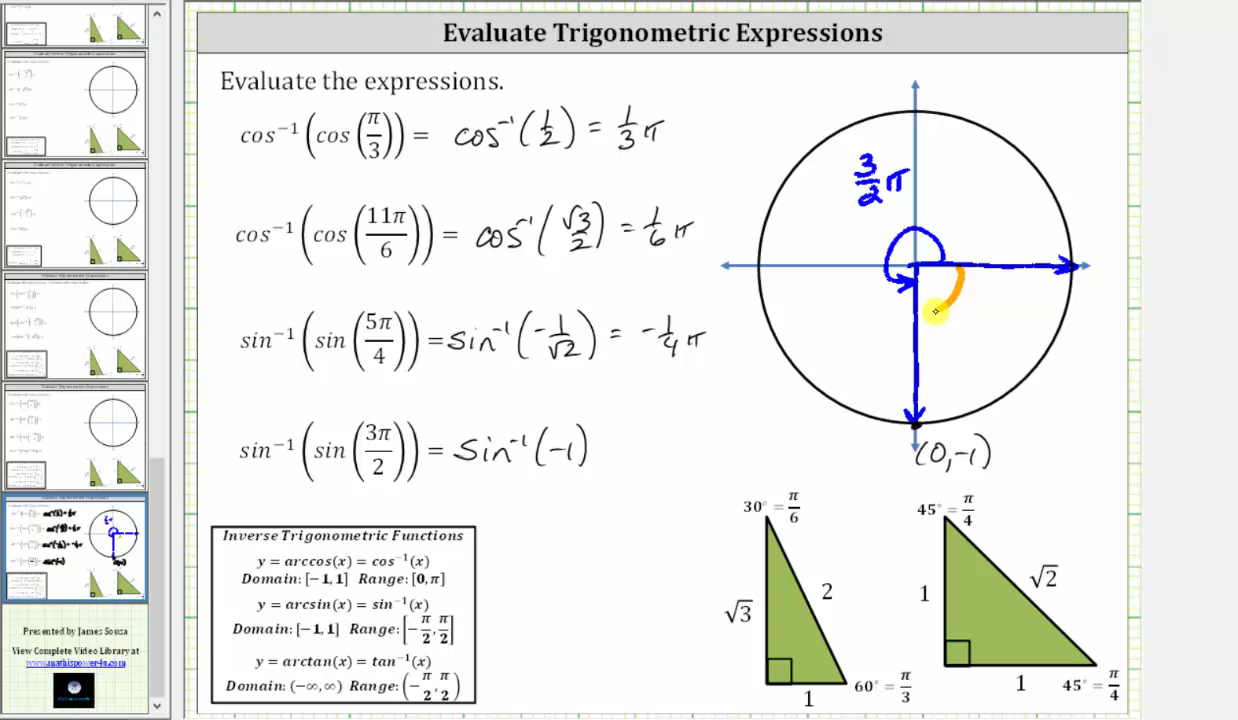 Evaluate Trigonometric Expressions
Evaluate the expressions.
cos⁻¹(cos(π/3)) = cos⁻¹(1/2) = 1/3 π
cos⁻¹(cos(11π/6)) = cos⁻¹(√3/2) = 1/6 π
sin⁻¹(sin(5π/4)) = sin⁻¹(-1/√2) = -1/4 π
sin⁻¹(sin(3π/2)) = sin⁻¹(-1)
3/2 π
(0,-1)
Inverse Trigonometric Functions
y = arccos(x) = cos⁻¹(x)
Domain: [−1, 1] Range: [0, π]
y = arcsin(x) = sin⁻¹(x)
Domain: [−1, 1] Range: [−π/2, π/2]
y = arctan(x) = tan⁻¹(x)
Domain: (−∞, ∞) Range: (−π/2, π/2)
30° = π/6
√3
2
1
60° = π/3
45° = π/4
1
√2
1
45° = π/4
Presented by James Sousa
View Complete Video Library at
www.mathispower4u.com